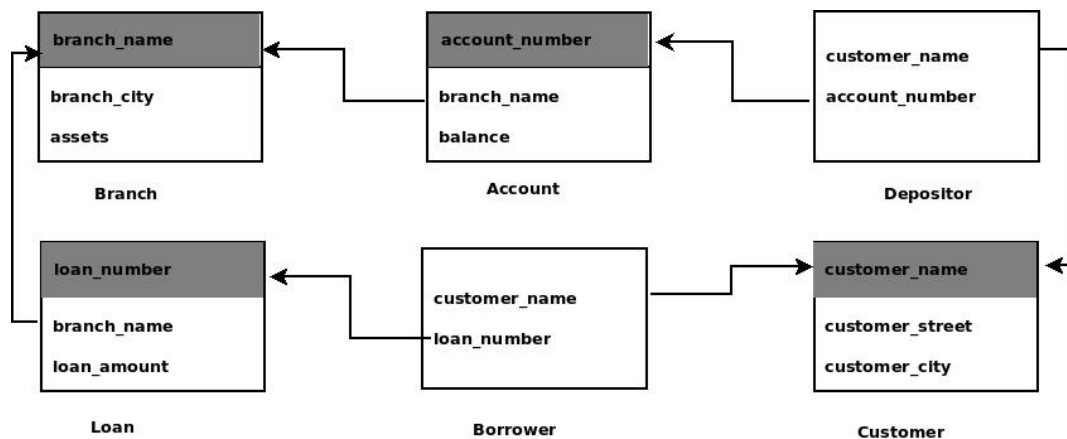 branch_name
branch_city
assets
Branch
account_number
branch_name
balance
Account
customer_name
account_number
Depositor
loan_number
branch_name
loan_amount
Loan
customer_name
loan_number
Borrower
customer_name
customer_street
customer_city
Customer